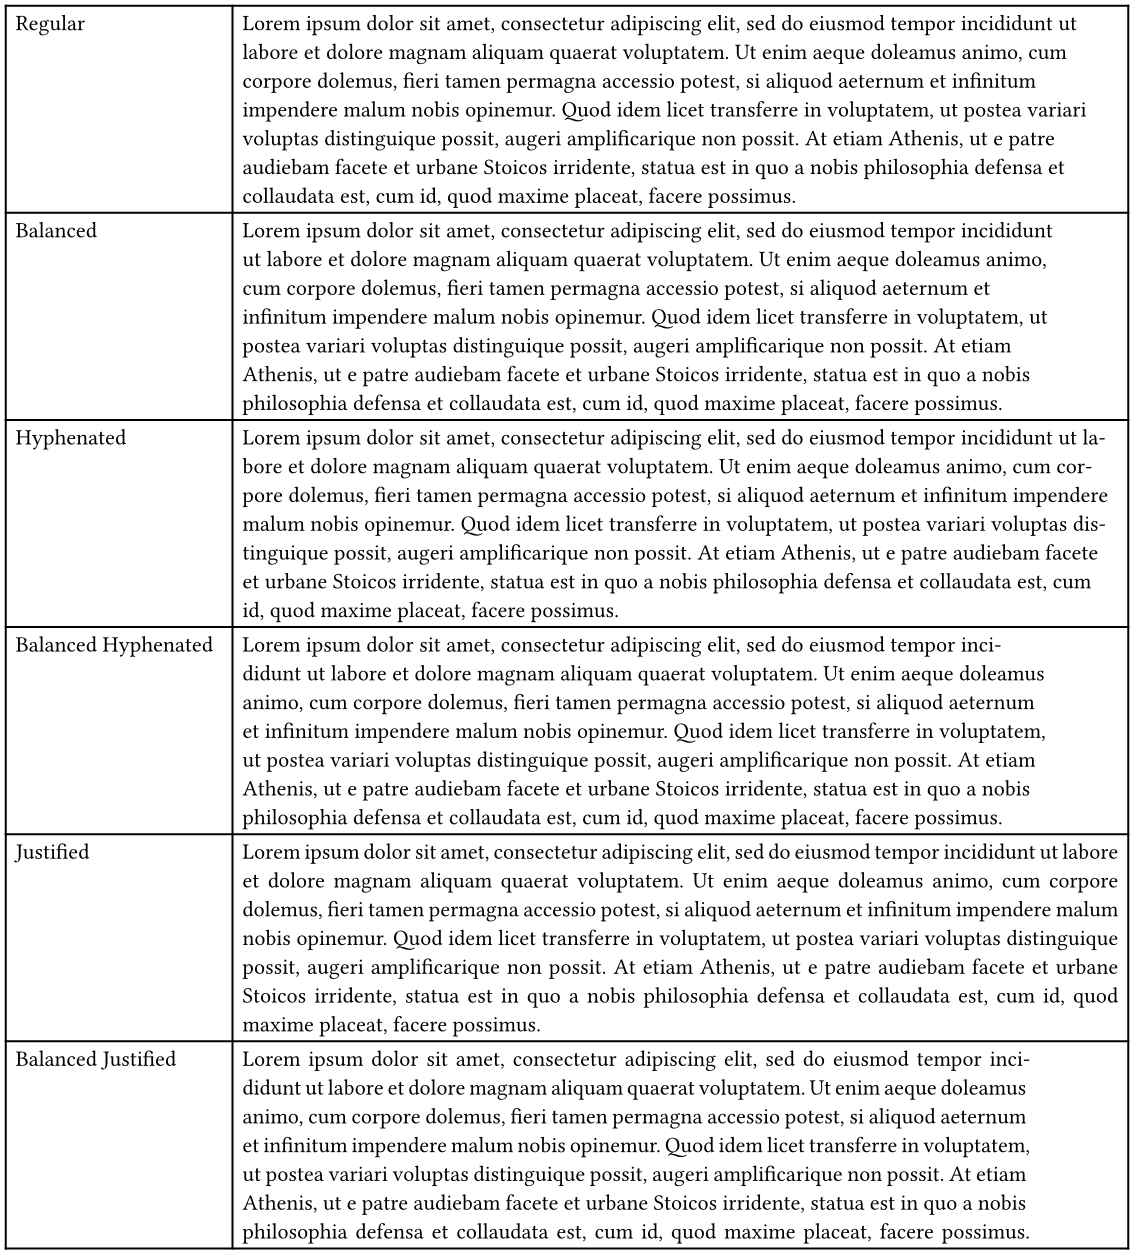 Regular
Lorem ipsum dolor sit amet, consectetur adipiscing elit, sed do eiusmod tempor incididunt ut
labore et dolore magnam aliquam quaerat voluptatem. Ut enim aeque doleamus animo, cum
corpore dolemus, fieri tamen permagna accessio potest, si aliquod aeternum et infinitum
impendere malum nobis opinemur. Quod idem licet transferre in voluptatem, ut postea variari
voluptas distinguique possit, augeri amplificarique non possit. At etiam Athenis, ut e patre
audiebam facete et urbane Stoicos irridente, statua est in quo a nobis philosophia defensa et
collaudata est, cum id, quod maxime placeat, facere possimus.
Balanced
Lorem ipsum dolor sit amet, consectetur adipiscing elit, sed do eiusmod tempor incididunt
ut labore et dolore magnam aliquam quaerat voluptatem. Ut enim aeque doleamus animo,
cum corpore dolemus, fieri tamen permagna accessio potest, si aliquod aeternum et
infinitum impendere malum nobis opinemur. Quod idem licet transferre in voluptatem, ut
postea variari voluptas distinguique possit, augeri amplificarique non possit. At etiam
Athenis, ut e patre audiebam facete et urbane Stoicos irridente, statua est in quo a nobis
philosophia defensa et collaudata est, cum id, quod maxime placeat, facere possimus.
Hyphenated
Lorem ipsum dolor sit amet, consectetur adipiscing elit, sed do eiusmod tempor incididunt ut la-
bore et dolore magnam aliquam quaerat voluptatem. Ut enim aeque doleamus animo, cum cor-
pore dolemus, fieri tamen permagna accessio potest, si aliquod aeternum et infinitum impendere
malum nobis opinemur. Quod idem licet transferre in voluptatem, ut postea variari voluptas dis-
tinguique possit, augeri amplificarique non possit. At etiam Athenis, ut e patre audiebam facete
et urbane Stoicos irridente, statua est in quo a nobis philosophia defensa et collaudata est, cum
id, quod maxime placeat, facere possimus.
Balanced Hyphenated
Lorem ipsum dolor sit amet, consectetur adipiscing elit, sed do eiusmod tempor inci-
didunt ut labore et dolore magnam aliquam quaerat voluptatem. Ut enim aeque doleamus
animo, cum corpore dolemus, fieri tamen permagna accessio potest, si aliquod aeternum
et infinitum impendere malum nobis opinemur. Quod idem licet transferre in voluptatem,
ut postea variari voluptas distinguique possit, augeri amplificarique non possit. At etiam
Athenis, ut e patre audiebam facete et urbane Stoicos irridente, statua est in quo a nobis
philosophia defensa et collaudata est, cum id, quod maxime placeat, facere possimus.
Justified
Lorem ipsum dolor sit amet, consectetur adipiscing elit, sed do eiusmod tempor incididunt ut labore
et dolore magnam aliquam quaerat voluptatem. Ut enim aeque doleamus animo, cum corpore
dolemus, fieri tamen permagna accessio potest, si aliquod aeternum et infinitum impendere malum
nobis opinemur. Quod idem licet transferre in voluptatem, ut postea variari voluptas distinguique
possit, augeri amplificarique non possit. At etiam Athenis, ut e patre audiebam facete et urbane
Stoicos irridente, statua est in quo a nobis philosophia defensa et collaudata est, cum id, quod
maxime placeat, facere possimus.
Balanced Justified
Lorem ipsum dolor sit amet, consectetur adipiscing elit, sed do eiusmod tempor inci-
didunt ut labore et dolore magnam aliquam quaerat voluptatem. Ut enim aeque doleamus
animo, cum corpore dolemus, fieri tamen permagna accessio potest, si aliquod aeternum
et infinitum impendere malum nobis opinemur. Quod idem licet transferre in voluptatem,
ut postea variari voluptas distinguique possit, augeri amplificarique non possit. At etiam
Athenis, ut e patre audiebam facete et urbane Stoicos irridente, statua est in quo a nobis
philosophia defensa et collaudata est, cum id, quod maxime placeat, facere possimus.